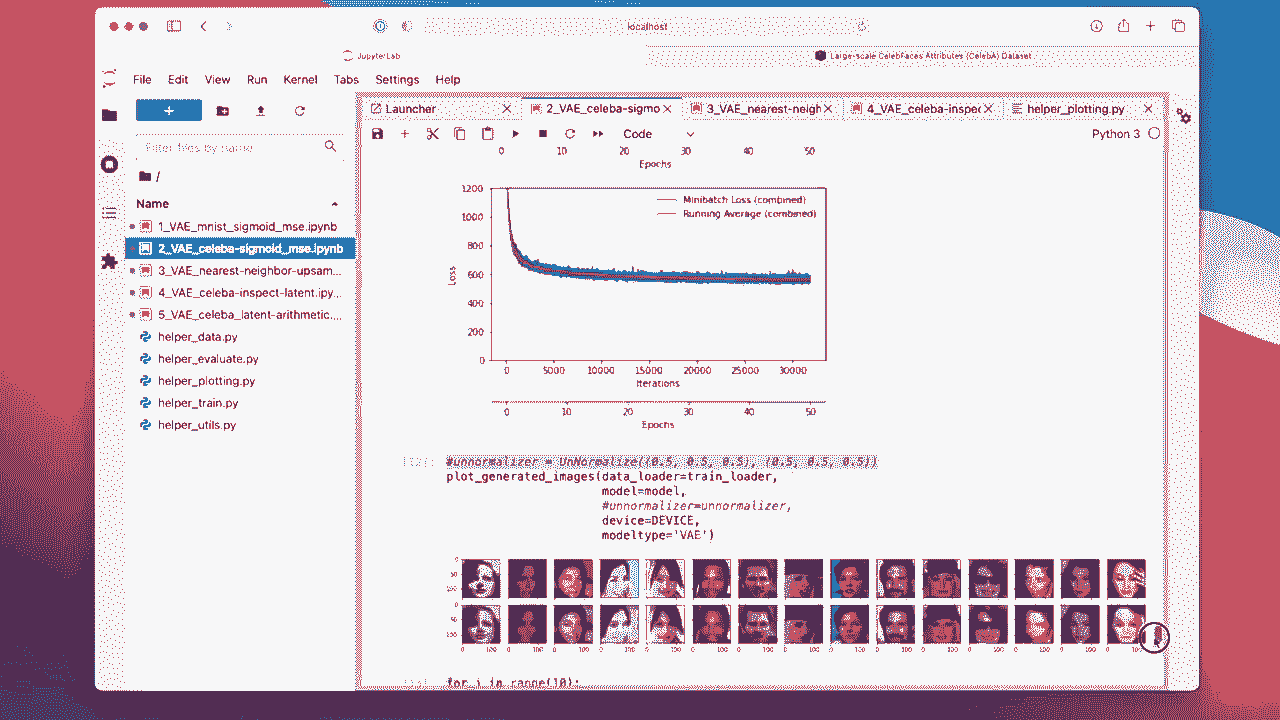 localhost
JupyterLab
Large-scale CelebFaces Attributes (CelebA) Dataset
File Edit View Run Kernel Tabs Settings Help
Launcher
2_VAE_celeba-sigmo
3_VAE_nearest-neigh
4_VAE_celeba-inspec
helper_plotting.py
Code
Python 3
Filter files by name
/
Name
1_VAE_mnist_sigmoid_mse.ipynb
2_VAE_celeba-sigmoid_mse.ipynb
3_VAE_nearest-neighbor-upsam...
4_VAE_celeba-inspect-latent.ipy...
5_VAE_celeba_latent-arithmetic....
helper_data.py
helper_evaluate.py
helper_plotting.py
helper_train.py
helper_utils.py
0 10 20 30 40 50
Epochs
1200
1000
800
600
400
200
0
Loss
Minibatch Loss (combined)
Running Average (combined)
0 5000 10000 15000 20000 25000 30000
Iterations
0 10 20 30 40 50
Epochs
#unnormalizer = UnNormalize((0.5, 0.5, 0.5), (0.5, 0.5, 0.5))
plot_generated_images(data_loader=train_loader,
model=model,
#unnormalizer=unnormalizer,
device=DEVICE,
modeltype='VAE')
for i in range(10):